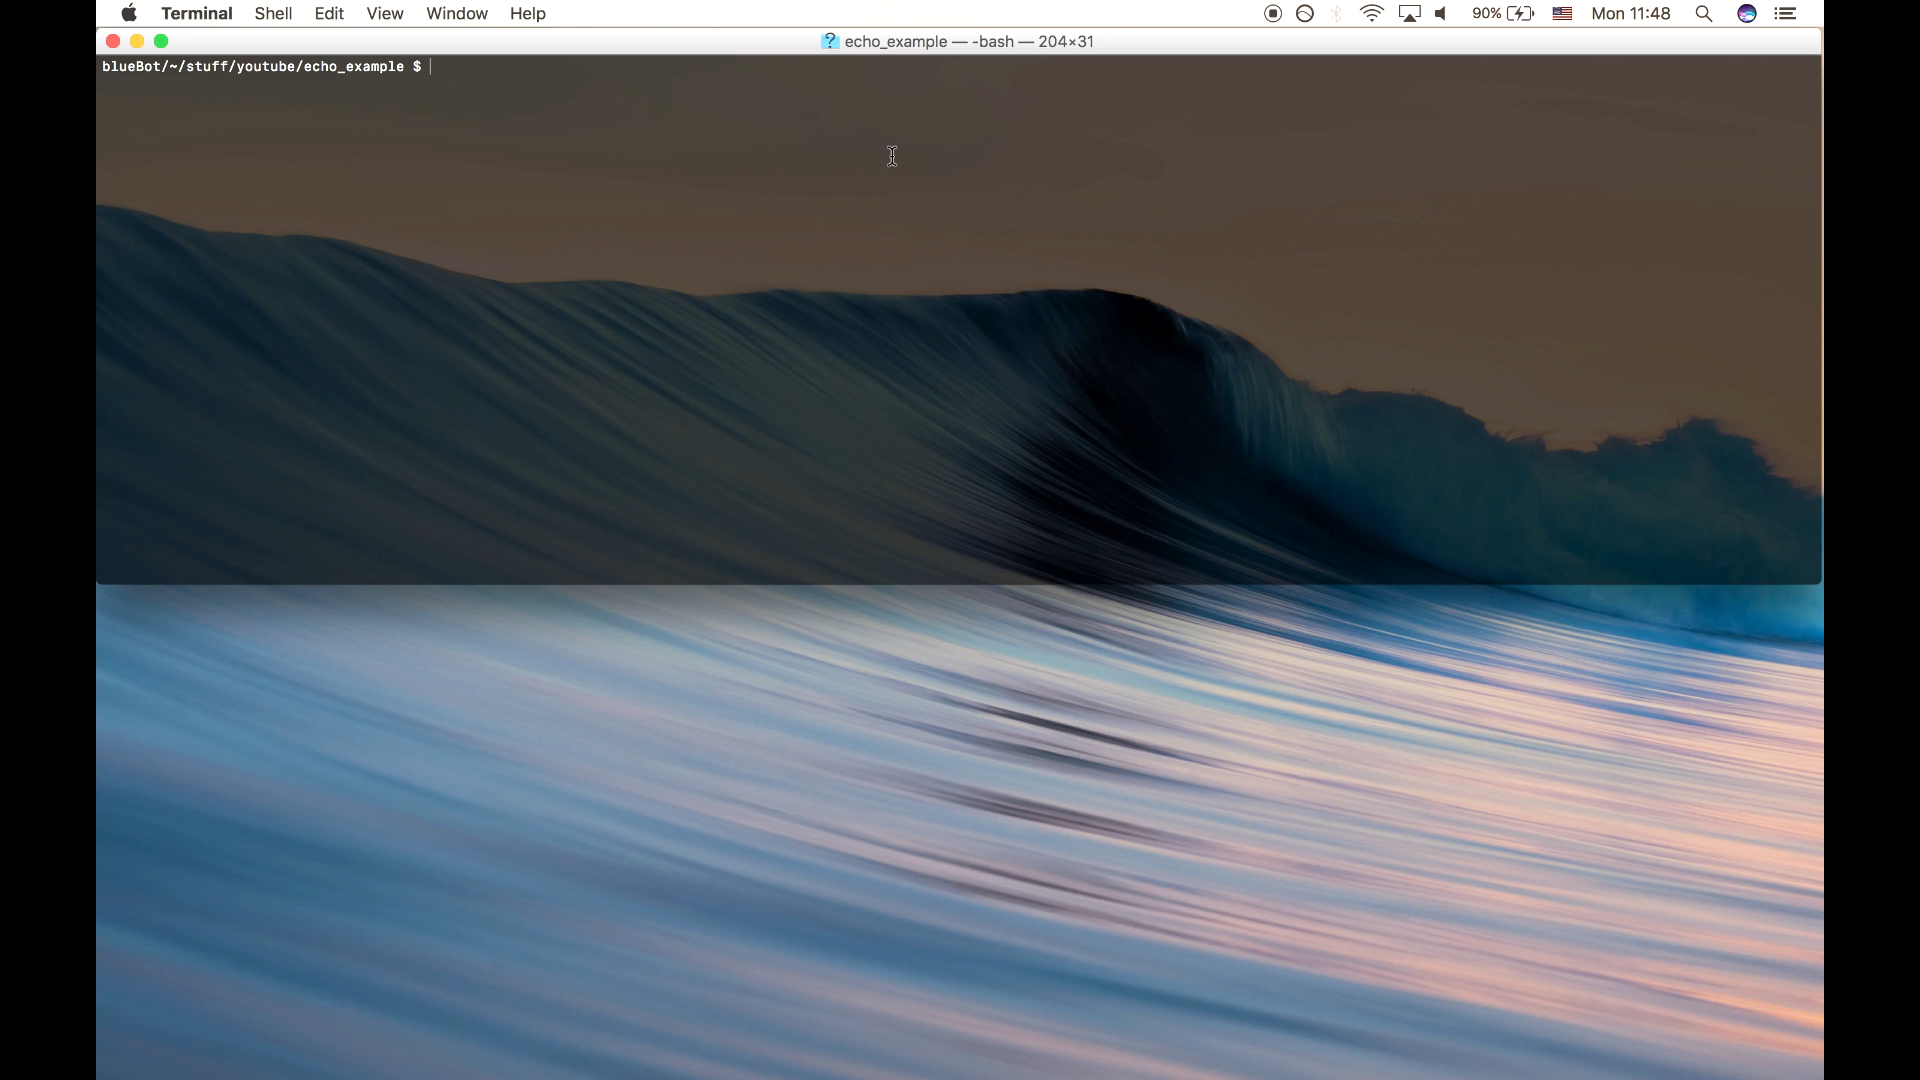 Terminal Shell Edit View Window Help 90% Mon 11:48
echo_example — -bash — 204×31
blueBot/~/stuff/youtube/echo_example $